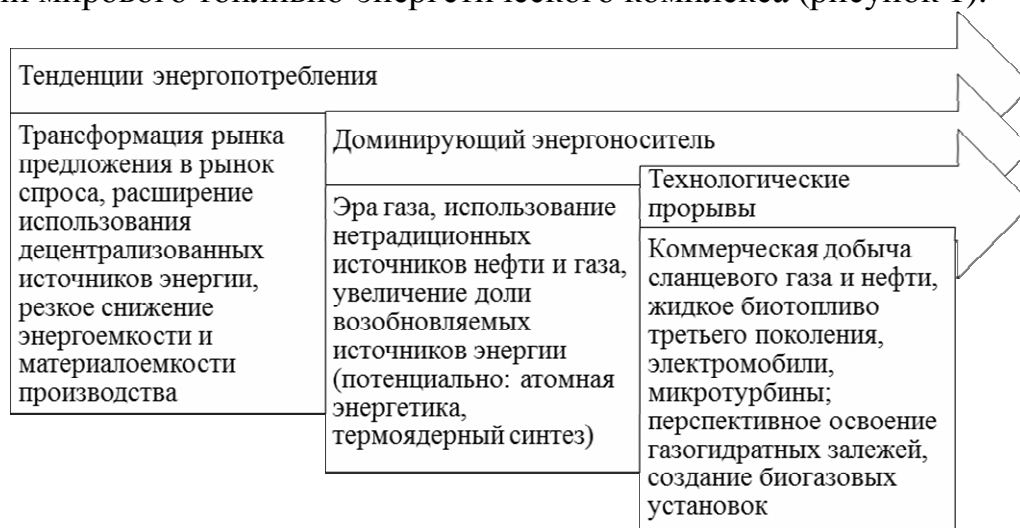 мирового топливно-энергетического комплекса (рисунок 1).
Тенденции энергопотребления
Трансформация рынка
предложения в рынок
спроса, расширение
использования
децентрализованных
источников энергии,
резкое снижение
энергоемкости и
материалоемкости
производства
Доминирующий энергоноситель
Эра газа, использование
нетрадиционных
источников нефти и газа,
увеличение доли
возобновляемых
источников энергии
(потенциально: атомная
энергетика,
термоядерный синтез)
Технологические
прорывы
Коммерческая добыча
сланцевого газа и нефти,
жидкое биотопливо
третьего поколения,
электромобили,
микротурбины;
перспективное освоение
газогидратных залежей,
создание биогазовых
установок